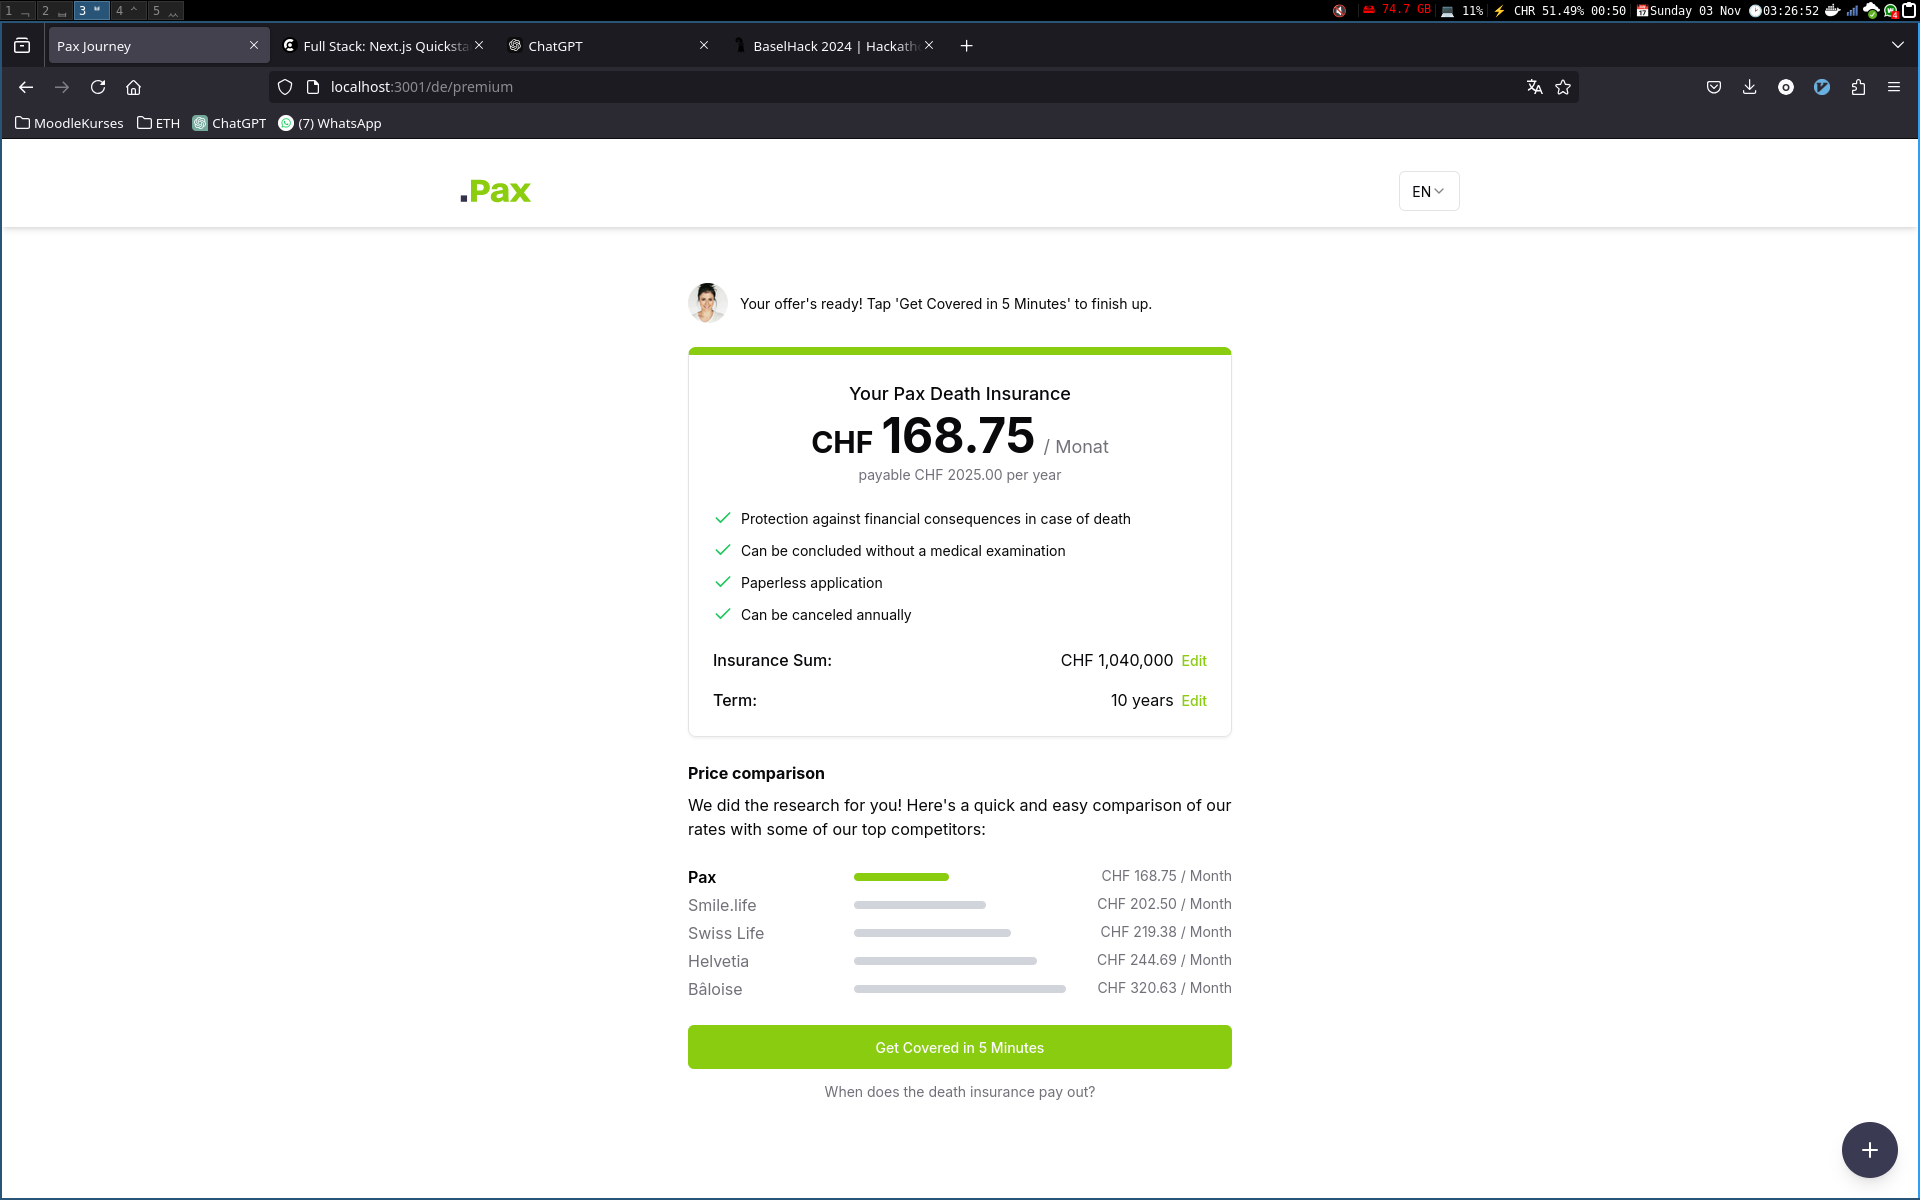 1 2 3 4 5 74.7 GB 11% CHR 51.49% 00:50 Sunday 03 Nov 03:26:52
Pax Journey Full Stack: Next.js Quicksta ChatGPT BaselHack 2024 | Hackath
localhost:3001/de/premium
MoodleKurses ETH ChatGPT (7) WhatsApp
.Pax EN
Your offer's ready! Tap 'Get Covered in 5 Minutes' to finish up.
Your Pax Death Insurance
CHF 168.75 / Monat
payable CHF 2025.00 per year
Protection against financial consequences in case of death
Can be concluded without a medical examination
Paperless application
Can be canceled annually
Insurance Sum: CHF 1,040,000 Edit
Term: 10 years Edit
Price comparison
We did the research for you! Here's a quick and easy comparison of our
rates with some of our top competitors:
Pax CHF 168.75 / Month
Smile.life CHF 202.50 / Month
Swiss Life CHF 219.38 / Month
Helvetia CHF 244.69 / Month
Bâloise CHF 320.63 / Month
Get Covered in 5 Minutes
When does the death insurance pay out?